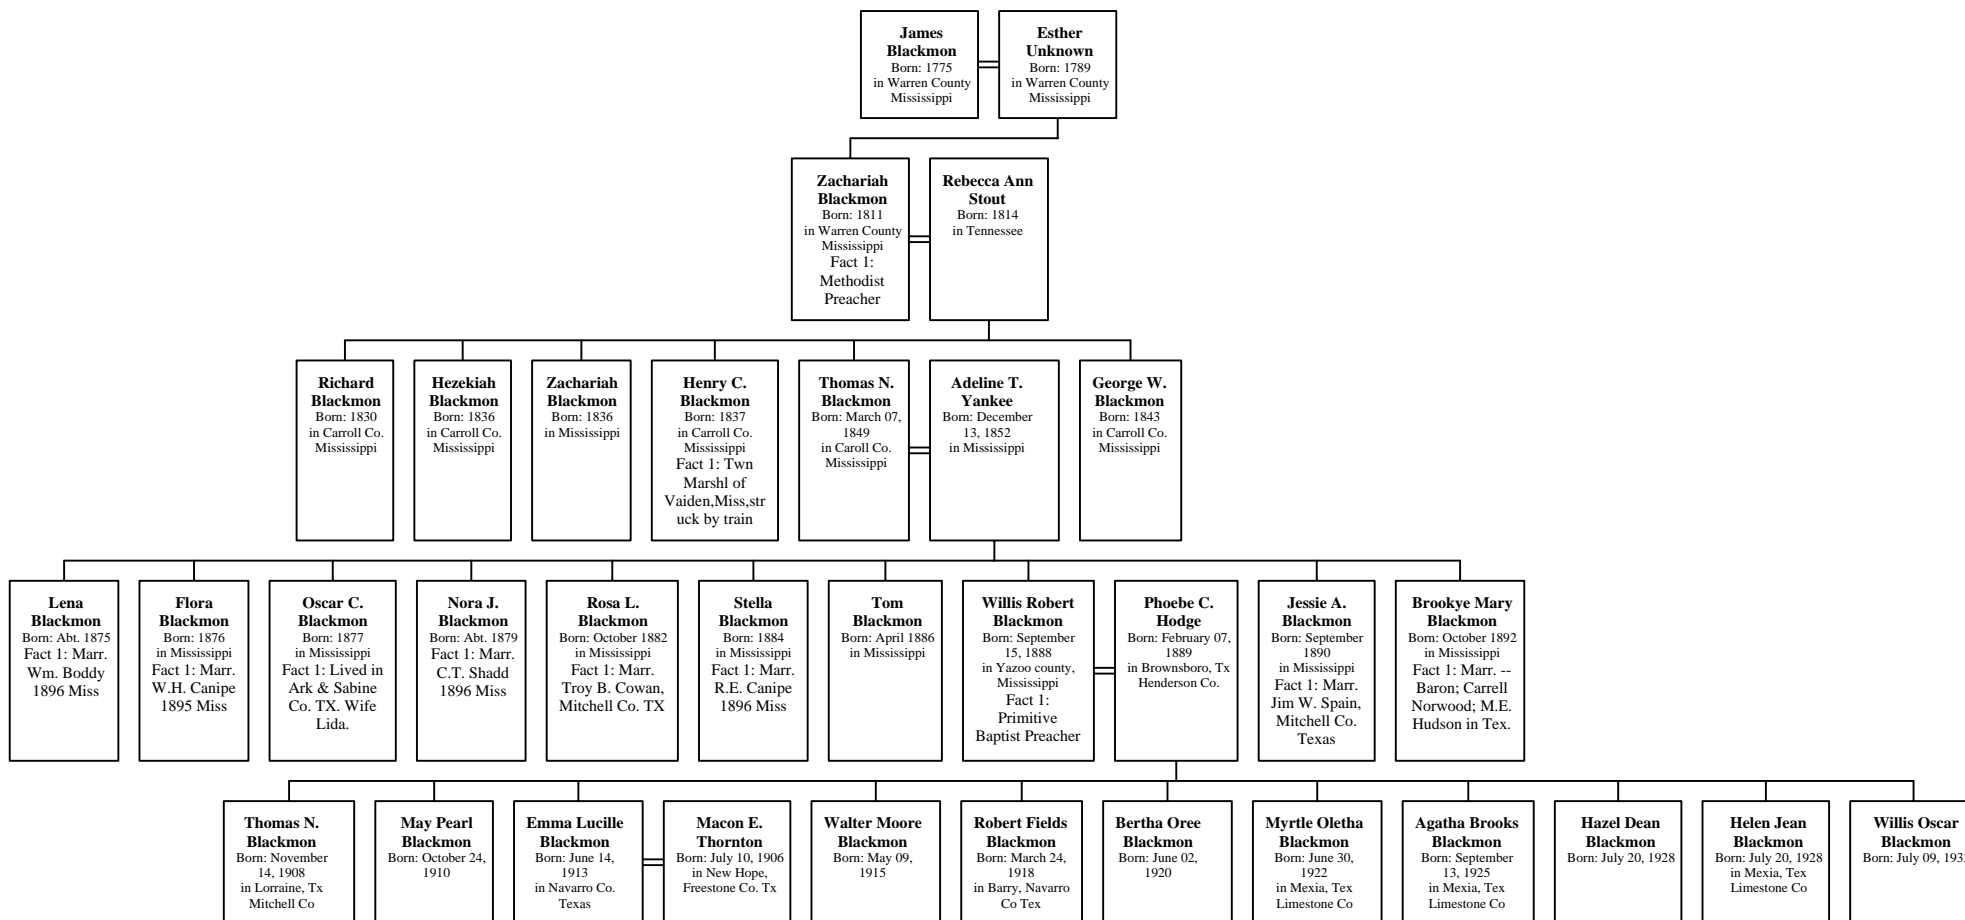 James
Blackmon
Born: 1775
in Warren County
Mississippi
Esther
Unknown
Born: 1789
in Warren County
Mississippi
Zachariah
Blackmon
Born: 1811
in Warren County
Mississippi
Fact 1:
Methodist
Preacher
Rebecca Ann
Stout
Born: 1814
in Tennessee
Richard
Blackmon
Born: 1830
in Carroll Co.
Mississippi
Hezekiah
Blackmon
Born: 1836
in Carroll Co.
Mississippi
Zachariah
Blackmon
Born: 1836
in Mississippi
Henry C.
Blackmon
Born: 1837
in Carroll Co.
Mississippi
Fact 1: Twn
Marshl of
Vaiden,Miss,str
uck by train
Thomas N.
Blackmon
Born: March 07,
1849
in Caroll Co.
Mississippi
Adeline T.
Yankee
Born: December
13, 1852
in Mississippi
George W.
Blackmon
Born: 1843
in Carroll Co.
Mississippi
Lena
Blackmon
Born: Abt. 1875
Fact 1: Marr.
Wm. Boddy
1896 Miss
Flora
Blackmon
Born: 1876
in Mississippi
Fact 1: Marr.
W.H. Canipe
1895 Miss
Oscar C.
Blackmon
Born: 1877
in Mississippi
Fact 1: Lived in
Ark & Sabine
Co. TX. Wife
Lida.
Nora J.
Blackmon
Born: Abt. 1879
Fact 1: Marr.
C.T. Shadd
1896 Miss
Rosa L.
Blackmon
Born: October 1882
in Mississippi
Fact 1: Marr.
Troy B. Cowan,
Mitchell Co. TX
Stella
Blackmon
Born: 1884
in Mississippi
Fact 1: Marr.
R.E. Canipe
1896 Miss
Tom
Blackmon
Born: April 1886
in Mississippi
Willis Robert
Blackmon
Born: September
15, 1888
in Yazoo county,
Mississippi
Fact 1:
Primitive
Baptist Preacher
Phoebe C.
Hodge
Born: February 07,
1889
in Brownsboro, Tx
Henderson Co.
Jessie A.
Blackmon
Born: September
1890
in Mississippi
Fact 1: Marr.
Jim W. Spain,
Mitchell Co.
Texas
Brookye Mary
Blackmon
Born: October 1892
in Mississippi
Fact 1: Marr. --
Baron; Carrell
Norwood; M.E.
Hudson in Tex.
Thomas N.
Blackmon
Born: November
14, 1908
in Lorraine, Tx
Mitchell Co
May Pearl
Blackmon
Born: October 24,
1910
Emma Lucille
Blackmon
Born: June 14,
1913
in Navarro Co.
Texas
Macon E.
Thornton
Born: July 10, 1906
in New Hope,
Freestone Co. Tx
Walter Moore
Blackmon
Born: May 09,
1915
Robert Fields
Blackmon
Born: March 24,
1918
in Barry, Navarro
Co Tex
Bertha Oree
Blackmon
Born: June 02,
1920
Myrtle Oletha
Blackmon
Born: June 30,
1922
in Mexia, Tex
Limestone Co
Agatha Brooks
Blackmon
Born: September
13, 1925
in Mexia, Tex
Limestone Co
Hazel Dean
Blackmon
Born: July 20, 1928
Helen Jean
Blackmon
Born: July 20, 1928
in Mexia, Tex
Limestone Co
Willis Oscar
Blackmon
Born: July 09,